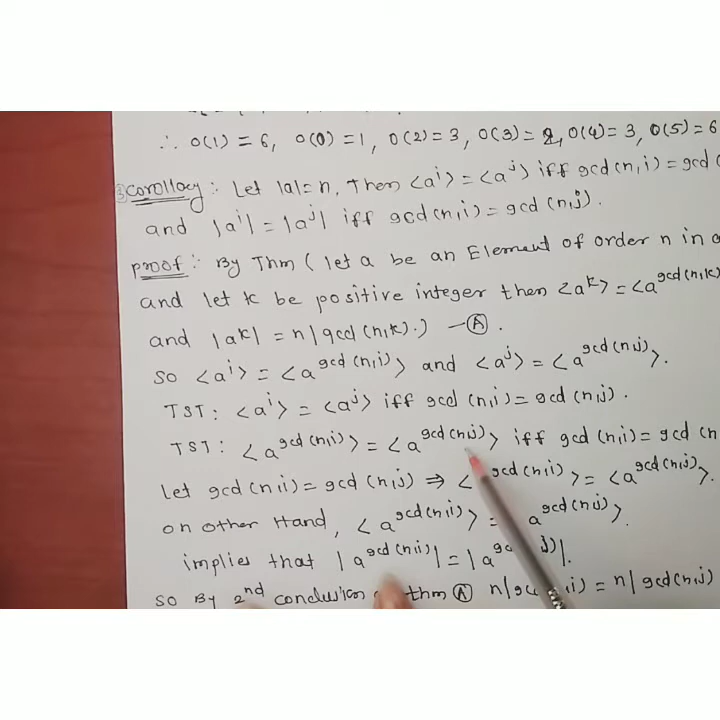 ∴ O(1) = 6, O(0) = 1, O(2) = 3, O(3) = 2, O(4) = 3, O(5) = 6
③ Corollary: Let |a| = n, Then <a^i> = <a^j> iff gcd(n,i) = gcd(
and |a^i| = |a^j| iff gcd(n,i) = gcd(n,j).
proof: By Thm (let a be an Element of order n in a
and let k be positive integer then <a^k> = <a^gcd(n,k)
and |a^k| = n|gcd(n,k).) —Ⓐ.
SO <a^i> = <a^gcd(n,i)> and <a^j> = <a^gcd(n,j)>.
TST: <a^i> = <a^j> iff gcd(n,i) = gcd(n,j).
TST: <a^gcd(n,i)> = <a^gcd(n,j)> iff gcd(n,i) = gcd(n
Let gcd(n,i) = gcd(n,j) ⇒ < gcd(n,i)> = <a^gcd(n,j)>.
on other Hand, <a^gcd(n,i)> = a^gcd(n,j)>.
implies that |a^gcd(n,i)| = |a^gc j)|.
SO By 2nd conclusion thm Ⓐ n|gc ,i) = n|gcd(n,j)